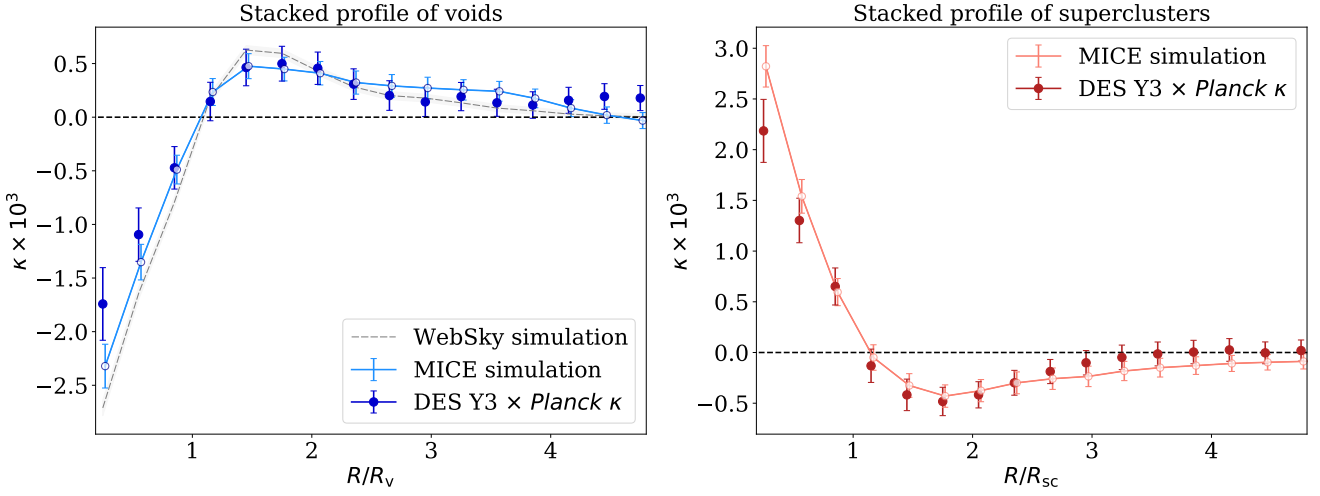 Stacked profile of voids
0.5
0.0
−0.5
−1.0
−1.5
−2.0
−2.5
κ × 10³
1 2 3 4
R/Rᵥ
WebSky simulation
MICE simulation
DES Y3 × Planck κ
Stacked profile of superclusters
3.0
2.5
2.0
1.5
1.0
0.5
0.0
−0.5
κ × 10³
1 2 3 4
R/R_sc
MICE simulation
DES Y3 × Planck κ